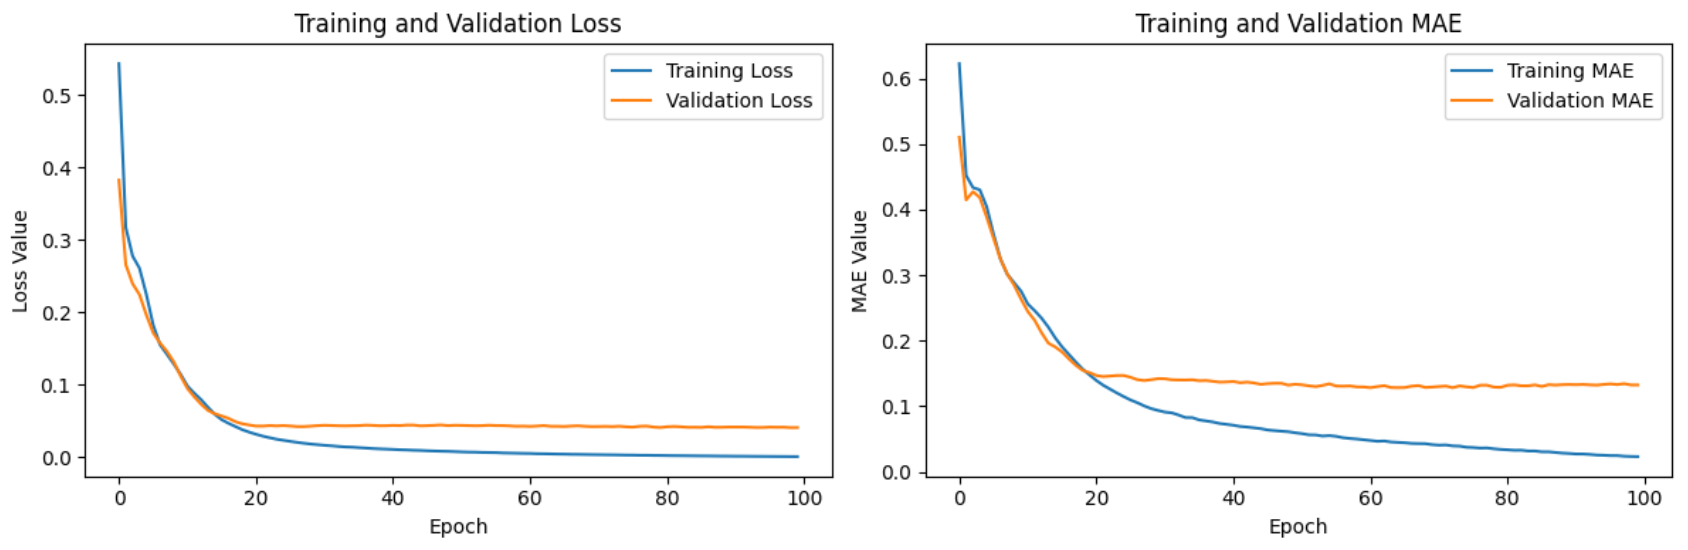 Training and Validation Loss
Training Loss
Validation Loss
Loss Value
0.5
0.4
0.3
0.2
0.1
0.0
0 20 40 60 80 100
Epoch
Training and Validation MAE
Training MAE
Validation MAE
MAE Value
0.6
0.5
0.4
0.3
0.2
0.1
0.0
0 20 40 60 80 100
Epoch